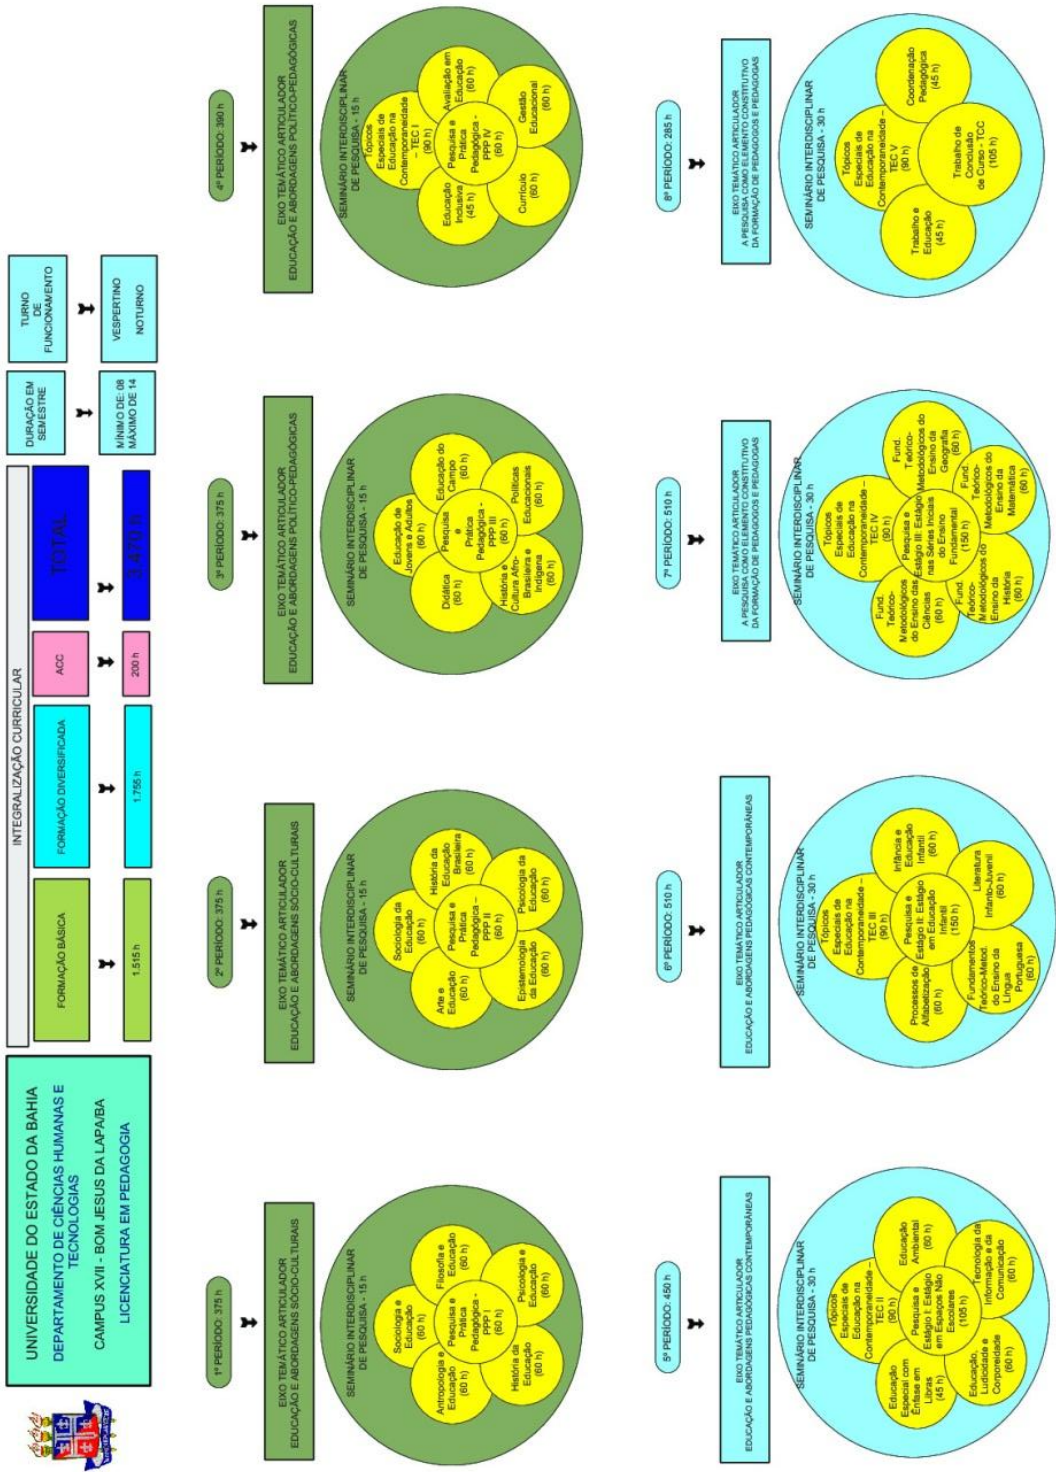 UNIVERSIDADE DO ESTADO DA BAHIA
DEPARTAMENTO DE CIÊNCIAS HUMANAS E
TECNOLOGIAS
CAMPUS XVII - BOM JESUS DA LAPA/BA
LICENCIATURA EM PEDAGOGIA
INTEGRALIZAÇÃO CURRICULAR
FORMAÇÃO BÁSICA
1.515 h
FORMAÇÃO DIVERSIFICADA
1.755 h
ACC
200 h
TOTAL
3.470 h
DURAÇÃO EM
SEMESTRE
MÍNIMO DE: 08
MÁXIMO DE 14
TURNO
DE
FUNCIONAMENTO
VESPERTINO
NOTURNO
1º PERÍODO: 375 h
EIXO TEMÁTICO ARTICULADOR
EDUCAÇÃO E ABORDAGENS SÓCIO-CULTURAIS
SEMINÁRIO INTERDISCIPLINAR
DE PESQUISA - 15 h
Sociologia e
Educação
(60 h)
Antropologia e
Educação
(60 h)
Filosofia e
Educação
(60 h)
Pesquisa e
Prática
Pedagógica -
PPP I
(60 h)
História da
Educação
(60 h)
Psicologia e
Educação
(60 h)
2º PERÍODO: 375 h
EIXO TEMÁTICO ARTICULADOR
EDUCAÇÃO E ABORDAGENS SÓCIO-CULTURAIS
SEMINÁRIO INTERDISCIPLINAR
DE PESQUISA - 15 h
Sociologia da
Educação
(60 h)
Arte e
Educação
(60 h)
História da
Educação
Brasileira
(60 h)
Pesquisa e
Prática
Pedagógica –
PPP II
(60 h)
Epistemologia
da Educação
(60 h)
Psicologia da
Educação
(60 h)
3º PERÍODO: 375 h
EIXO TEMÁTICO ARTICULADOR
EDUCAÇÃO E ABORDAGENS POLÍTICO-PEDAGÓGICAS
SEMINÁRIO INTERDISCIPLINAR
DE PESQUISA - 15 h
Educação de
Jovens e Adultos
(60 h)
Didática
(60 h)
Educação do
Campo
(60 h)
Pesquisa
e
Prática
Pedagógica -
PPP III
(60 h)
História e
Cultura Afro-
Brasileira e
Indígena
(60 h)
Políticas
Educacionais
(60 h)
4º PERÍODO: 390 h
EIXO TEMÁTICO ARTICULADOR
EDUCAÇÃO E ABORDAGENS POLÍTICO-PEDAGÓGICAS
SEMINÁRIO INTERDISCIPLINAR
DE PESQUISA - 15 h
Tópicos
Especiais de
Educação na
Contemporaneidade
– TEC I
(90 h)
Educação
Inclusiva
(45 h)
Avaliação em
Educação
(60 h)
Pesquisa e
Prática
Pedagógica -
PPP IV
(60 h)
Currículo
(60 h)
Gestão
Educacional
(60 h)
5º PERÍODO: 450 h
EIXO TEMÁTICO ARTICULADOR
EDUCAÇÃO E ABORDAGENS PEDAGÓGICAS CONTEMPORÂNEAS
SEMINÁRIO INTERDISCIPLINAR
DE PESQUISA - 30 h
Tópicos
Especiais de
Educação na
Contemporaneidade –
TEC II
(90 h)
Educação
Especial com
Ênfase em
Libras
(45 h)
Educação
Ambiental
(60 h)
Pesquisa e
Estágio I: Estágio
em Espaços Não
Escolares
(105 h)
Educação,
Ludicidade e
Corporeidade
(60 h)
Tecnologia da
Informação e da
Comunicação
(60 h)
6º PERÍODO: 510 h
EIXO TEMÁTICO ARTICULADOR
EDUCAÇÃO E ABORDAGENS PEDAGÓGICAS CONTEMPORÂNEAS
SEMINÁRIO INTERDISCIPLINAR
DE PESQUISA - 30 h
Tópicos
Especiais de
Educação na
Contemporaneidade –
TEC III
(90 h)
Processos de
Alfabetização
(60 h)
Infância e
Educação
Infantil
(60 h)
Pesquisa e
Estágio II: Estágio
em Educação
Infantil
(150 h)
Fundamentos
Teórico-Metod.
do Ensino da
Língua
Portuguesa
(60 h)
Literatura
Infanto-Juvenil
(60 h)
7º PERÍODO: 510 h
EIXO TEMÁTICO ARTICULADOR
A PESQUISA COMO ELEMENTO CONSTITUTIVO
DA FORMAÇÃO DE PEDAGOGOS E PEDAGOGAS
SEMINÁRIO INTERDISCIPLINAR
DE PESQUISA - 30 h
Tópicos
Especiais de
Educação na
Contemporaneidade –
TEC IV
(90 h)
Fund.
Teórico-
Metodológicos
do Ensino das
Ciências
(60 h)
Fund.
Teórico-
Metodológicos do
Ensino da
Geografia
(60 h)
Pesquisa e
Estágio III: Estágio
nas Séries Iniciais
do Ensino
Fundamental
(150 h)
Fund.
Teórico-
Metodológicos do
Ensino da
História
(60 h)
Fund.
Teórico-
Metodológicos do
Ensino da
Matemática
(60 h)
8º PERÍODO: 285 h
EIXO TEMÁTICO ARTICULADOR
A PESQUISA COMO ELEMENTO CONSTITUTIVO
DA FORMAÇÃO DE PEDAGOGOS E PEDAGOGAS
SEMINÁRIO INTERDISCIPLINAR
DE PESQUISA - 30 h
Tópicos
Especiais de
Educação na
Contemporaneidade –
TEC V
(90 h)
Trabalho e
Educação
(45 h)
Coordenação
Pedagógica
(45 h)
Trabalho de
Conclusão
de Curso - TCC
(105 h)